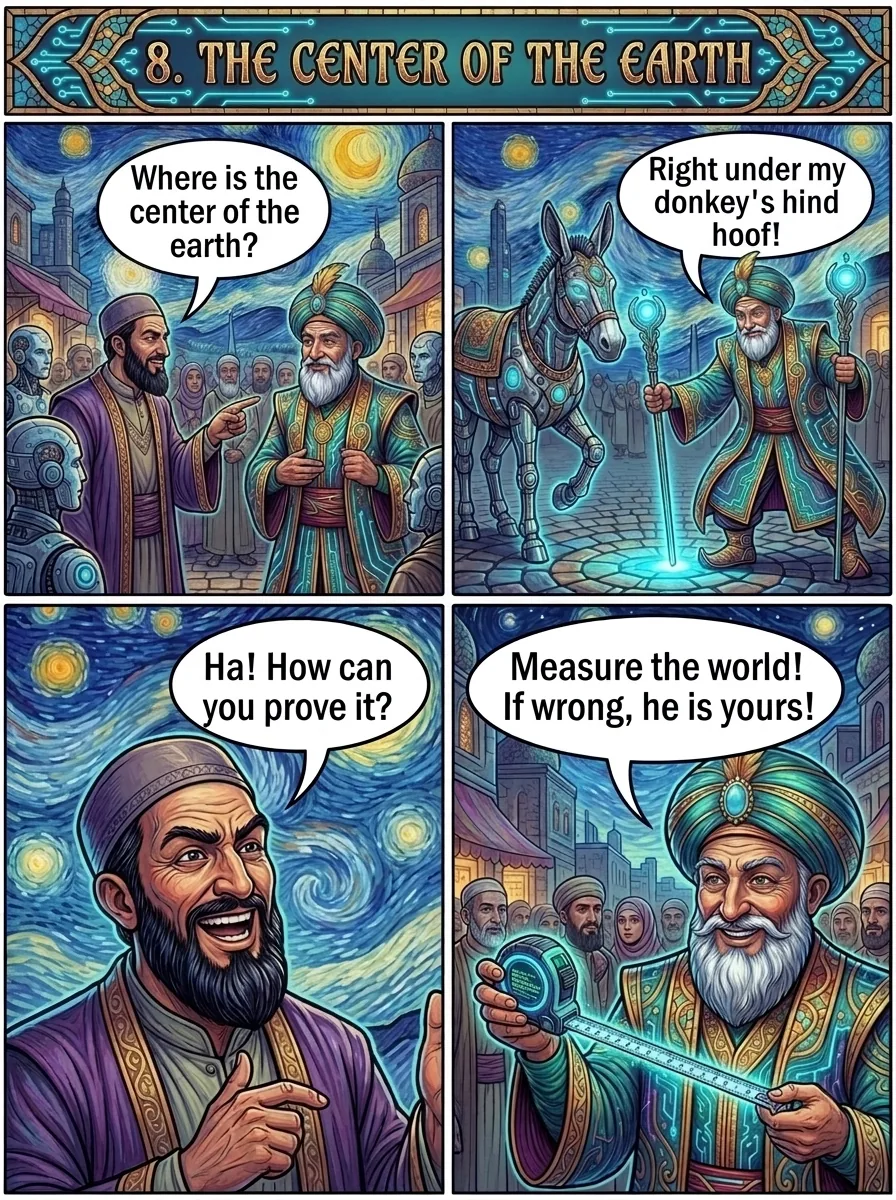 8. THE CENTER OF THE EARTH
Where is the
center of the
earth?
Right under my
donkey's hind
hoof!
Ha! How can
you prove it?
Measure the world!
If wrong, he is yours!